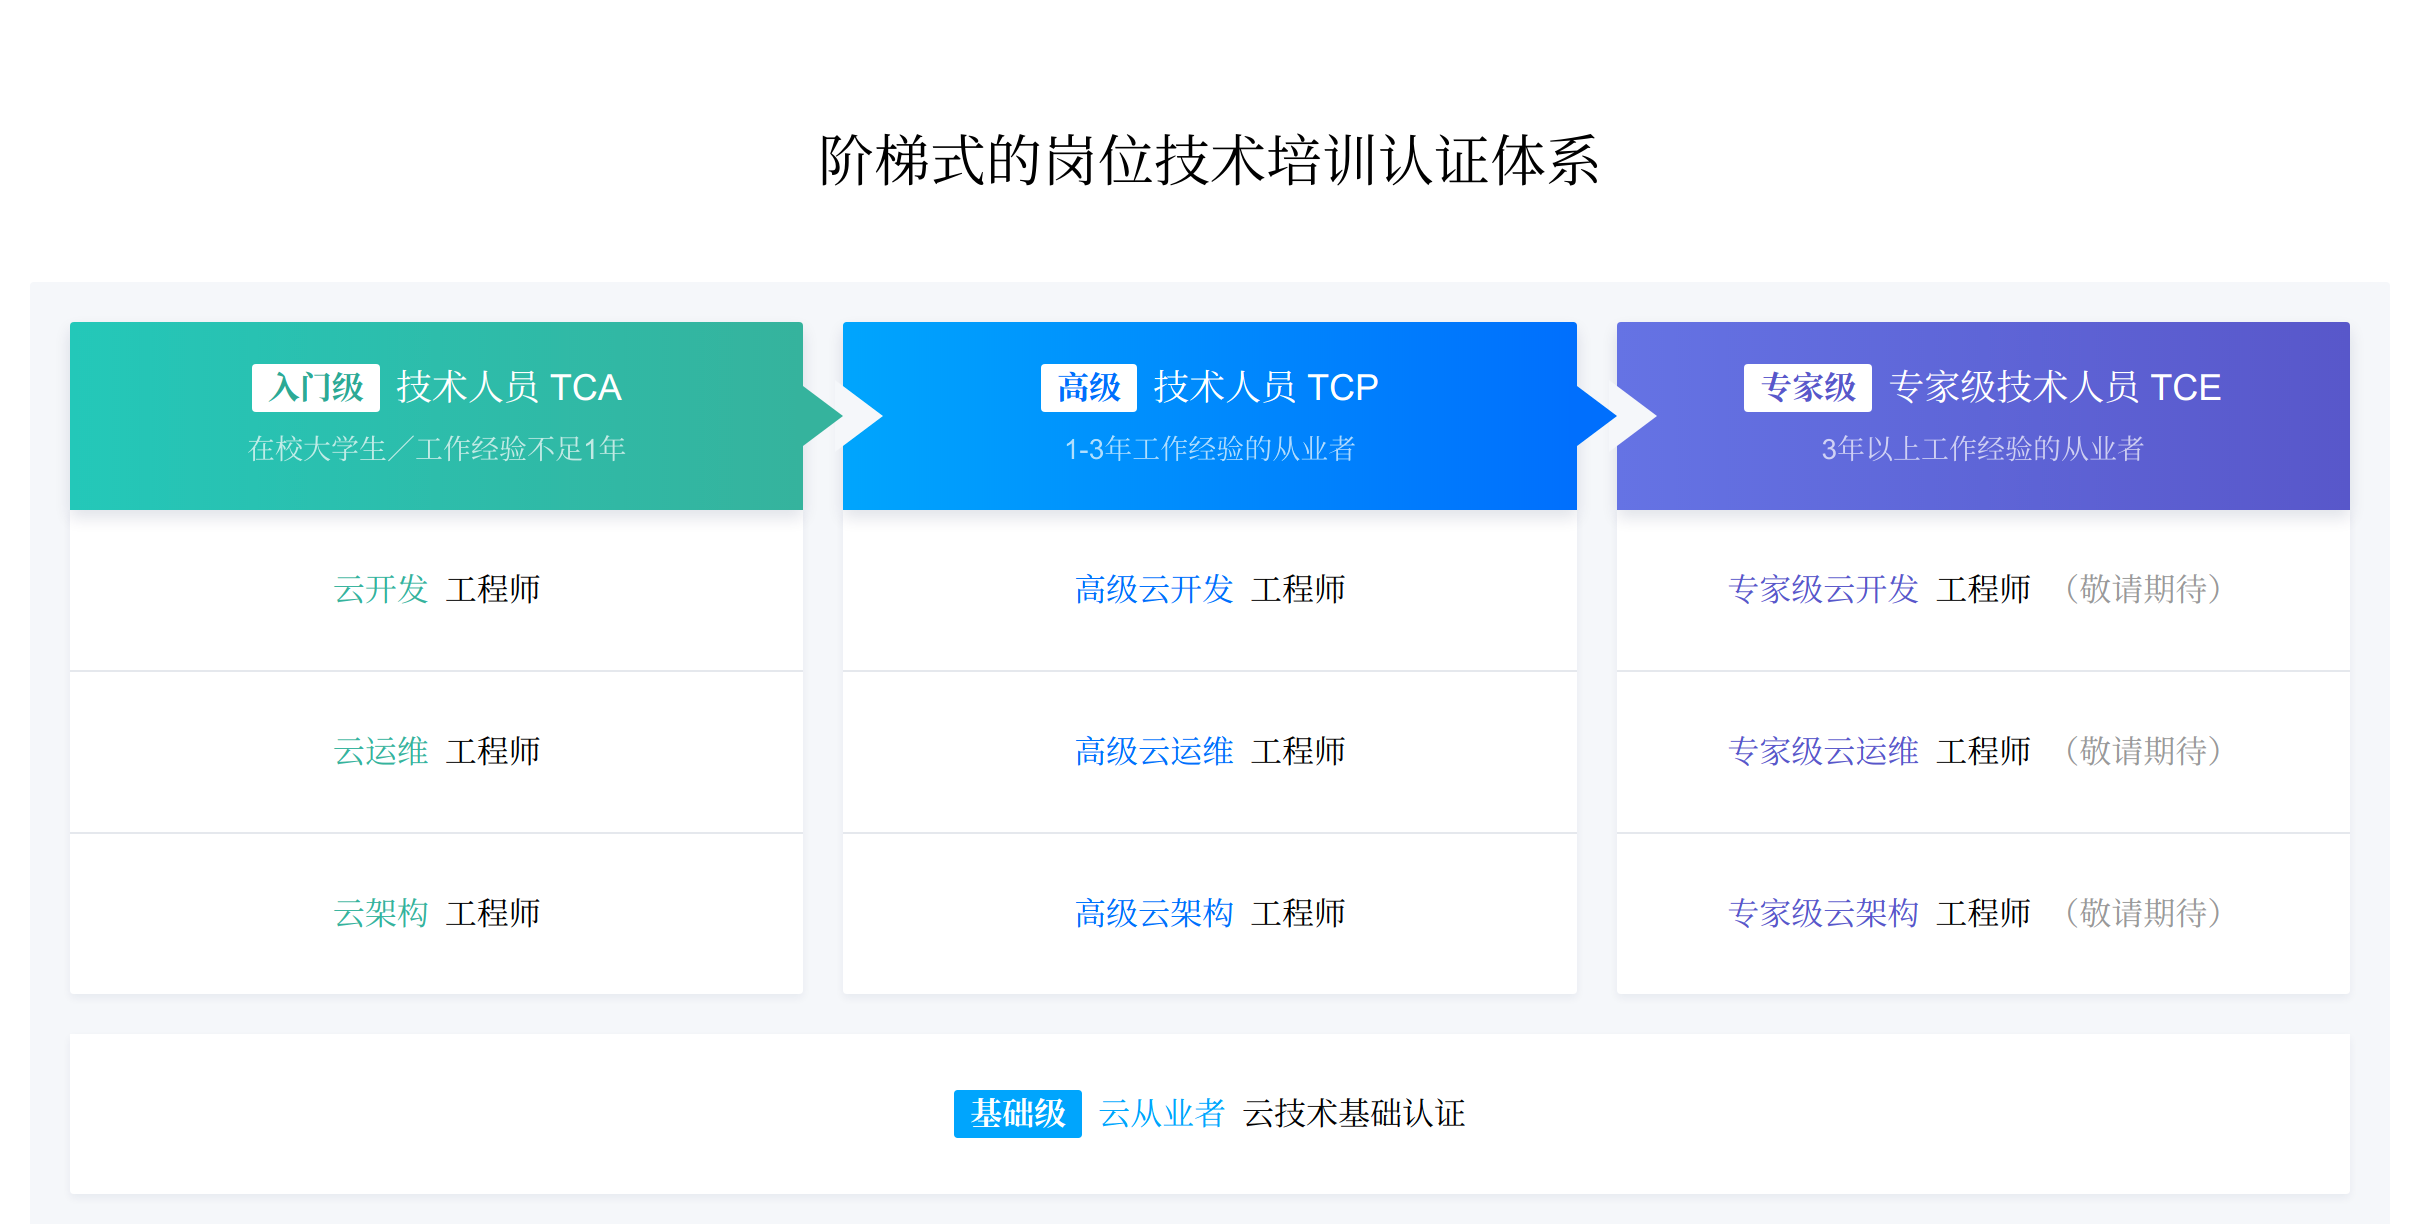 阶梯式的岗位技术培训认证体系
入门级 技术人员 TCA
在校大学生／工作经验不足1年
云开发 工程师
云运维 工程师
云架构 工程师
高级 技术人员 TCP
1-3年工作经验的从业者
高级云开发 工程师
高级云运维 工程师
高级云架构 工程师
专家级 专家级技术人员 TCE
3年以上工作经验的从业者
专家级云开发 工程师 （敬请期待）
专家级云运维 工程师 （敬请期待）
专家级云架构 工程师 （敬请期待）
基础级 云从业者 云技术基础认证